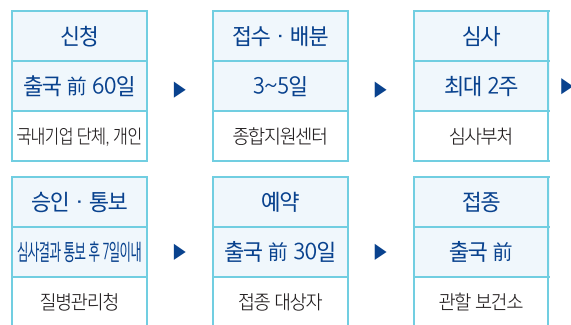 신청
출국 前 60일
국내기업 단체, 개인
접수 · 배분
3~5일
종합지원센터
심사
최대 2주
심사부처
승인 · 통보
심사결과 통보 후 7일이내
질병관리청
예약
출국 前 30일
접종 대상자
접종
출국 前
관할 보건소